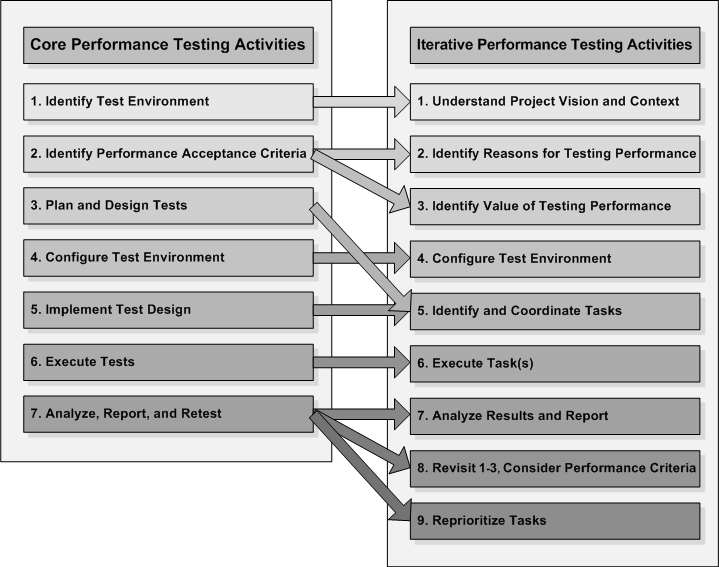 Core Performance Testing Activities
1. Identify Test Environment
2. Identify Performance Acceptance Criteria
3. Plan and Design Tests
4. Configure Test Environment
5. Implement Test Design
6. Execute Tests
7. Analyze, Report, and Retest
Iterative Performance Testing Activities
1. Understand Project Vision and Context
2. Identify Reasons for Testing Performance
3. Identify Value of Testing Performance
4. Configure Test Environment
5. Identify and Coordinate Tasks
6. Execute Task(s)
7. Analyze Results and Report
8. Revisit 1-3, Consider Performance Criteria
9. Reprioritize Tasks